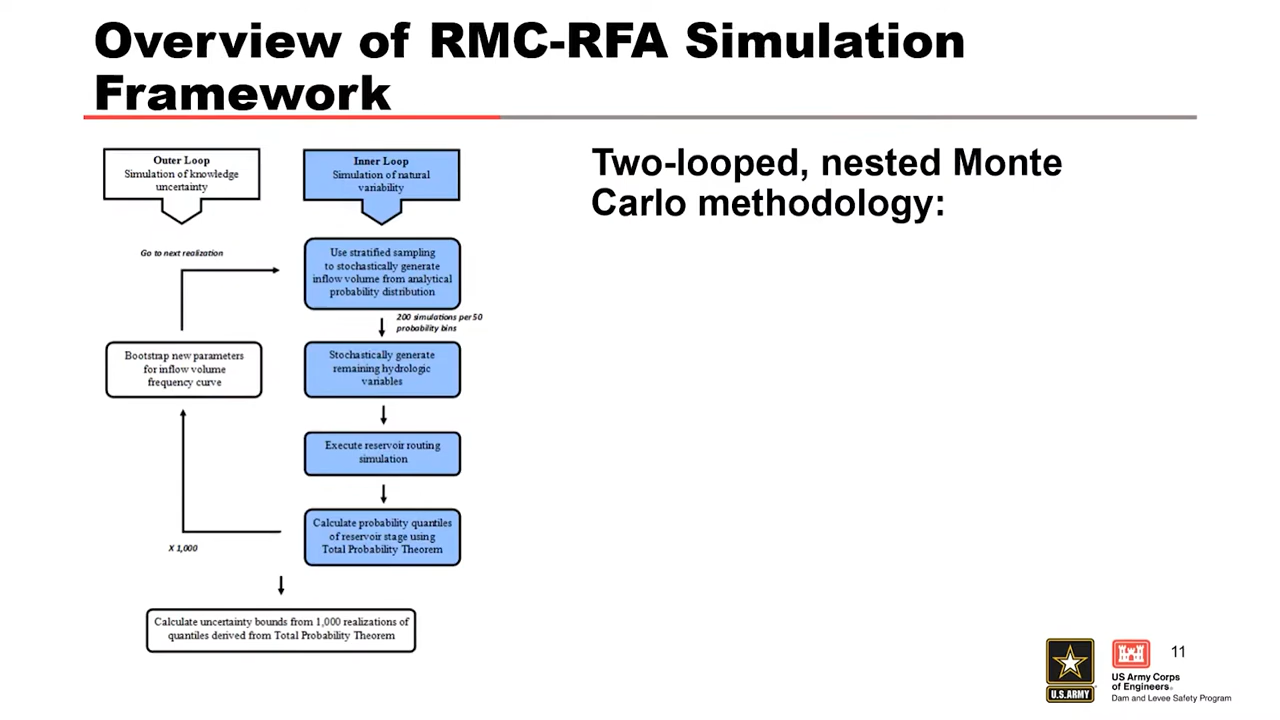 Overview of RMC-RFA Simulation
Framework
Outer Loop
Simulation of knowledge
uncertainty
Inner Loop
Simulation of natural
variability
Go to next realization
Use stratified sampling
to stochastically generate
inflow volume from analytical
probability distribution
200 simulations per 50
probability bins
Bootstrap new parameters
for inflow volume
frequency curve
Stochastically generate
remaining hydrologic
variables
Execute reservoir routing
simulation
Calculate probability quantiles
of reservoir stage using
Total Probability Theorem
X 1,000
Calculate uncertainty bounds from 1,000 realizations of
quantiles derived from Total Probability Theorem
Two-looped, nested Monte
Carlo methodology:
U.S.ARMY
US Army Corps
of Engineers®
Dam and Levee Safety Program
11